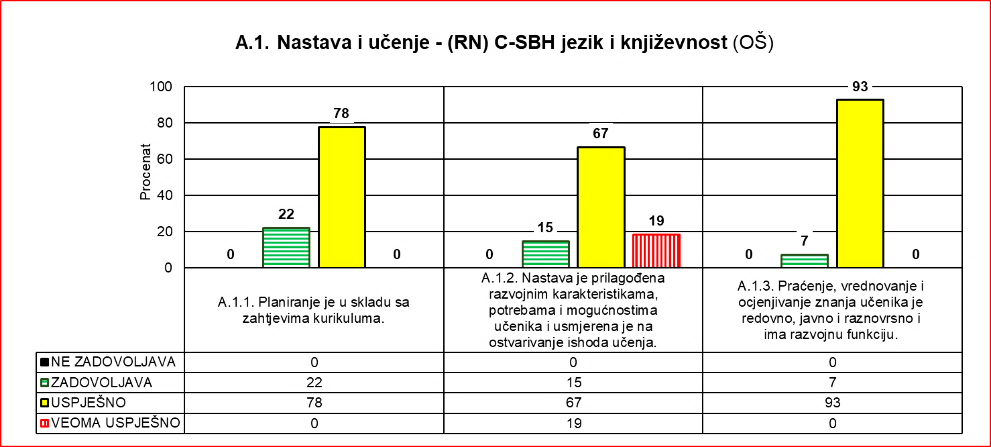 A.1. Nastava i učenje - (RN) C-SBH jezik i književnost (OŠ)
Procenat
100
80
60
40
20
0
0
22
78
0
0
15
67
19
0
7
93
0
A.1.1. Planiranje je u skladu sa
zahtjevima kurikuluma.
A.1.2. Nastava je prilagođena
razvojnim karakteristikama,
potrebama i mogućnostima
učenika i usmjerena je na
ostvarivanje ishoda učenja.
A.1.3. Praćenje, vrednovanje i
ocjenjivanje znanja učenika je
redovno, javno i raznovrsno i
ima razvojnu funkciju.
NE ZADOVOLJAVA 0 0 0
ZADOVOLJAVA 22 15 7
USPJEŠNO 78 67 93
VEOMA USPJEŠNO 0 19 0